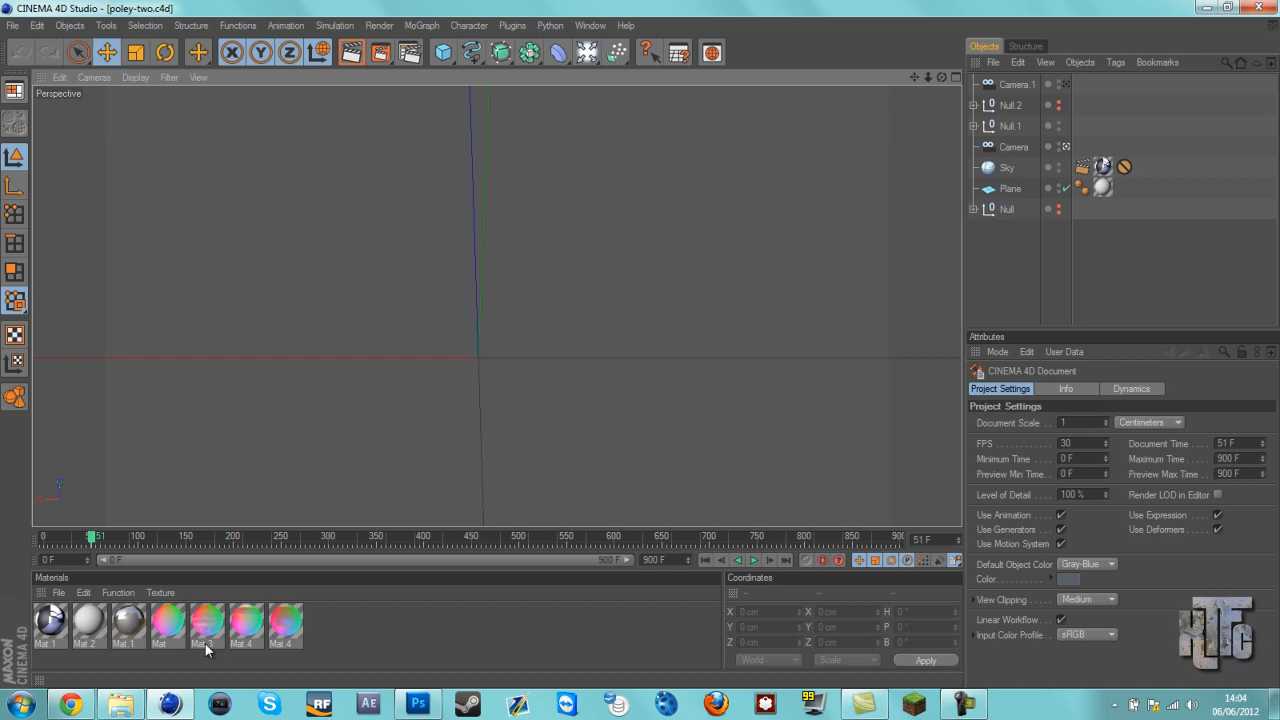 CINEMA 4D Studio - [poley-two.c4d]
File Edit Objects Tools Selection Structure Functions Animation Simulation Render MoGraph Character Plugins Python Window Help
Objects Structure
File Edit View Objects Tags Bookmarks
Edit Cameras Display Filter View
Perspective
Camera.1
Null.2
Null.1
Camera
Sky
Plane
Null
Attributes
Mode Edit User Data
CINEMA 4D Document
Project Settings Info Dynamics
Project Settings
Document Scale . . 1 Centimeters
FPS . . . . . . . . . . . 30 Document Time . . 51 F
Minimum Time . . . . 0 F Maximum Time . . . 900 F
Preview Min Time . . 0 F Preview Max Time . . 900 F
Level of Detail . . . . 100 % Render LOD in Editor
Use Animation . . . . Use Expression . . .
Use Generators . . . Use Deformers . . .
Use Motion System
Default Object Color Gray-Blue
Color
View Clipping Medium
Linear Workflow
Input Color Profile sRGB
0 51 100 150 200 250 300 350 400 450 500 550 600 650 700 750 800 850 900 51 F
0 F 0 F 900 F 900 F
Materials
File Edit Function Texture
Mat.1 Mat.2 Mat.1 Mat Mat.3 Mat.4 Mat.4
Coordinates
X 0 cm X 0 cm H 0 °
Y 0 cm Y 0 cm P 0 °
Z 0 cm Z 0 cm B 0 °
World Scale Apply
MAXON
CINEMA 4D
RF Ae Ps 99
14:04
06/06/2012